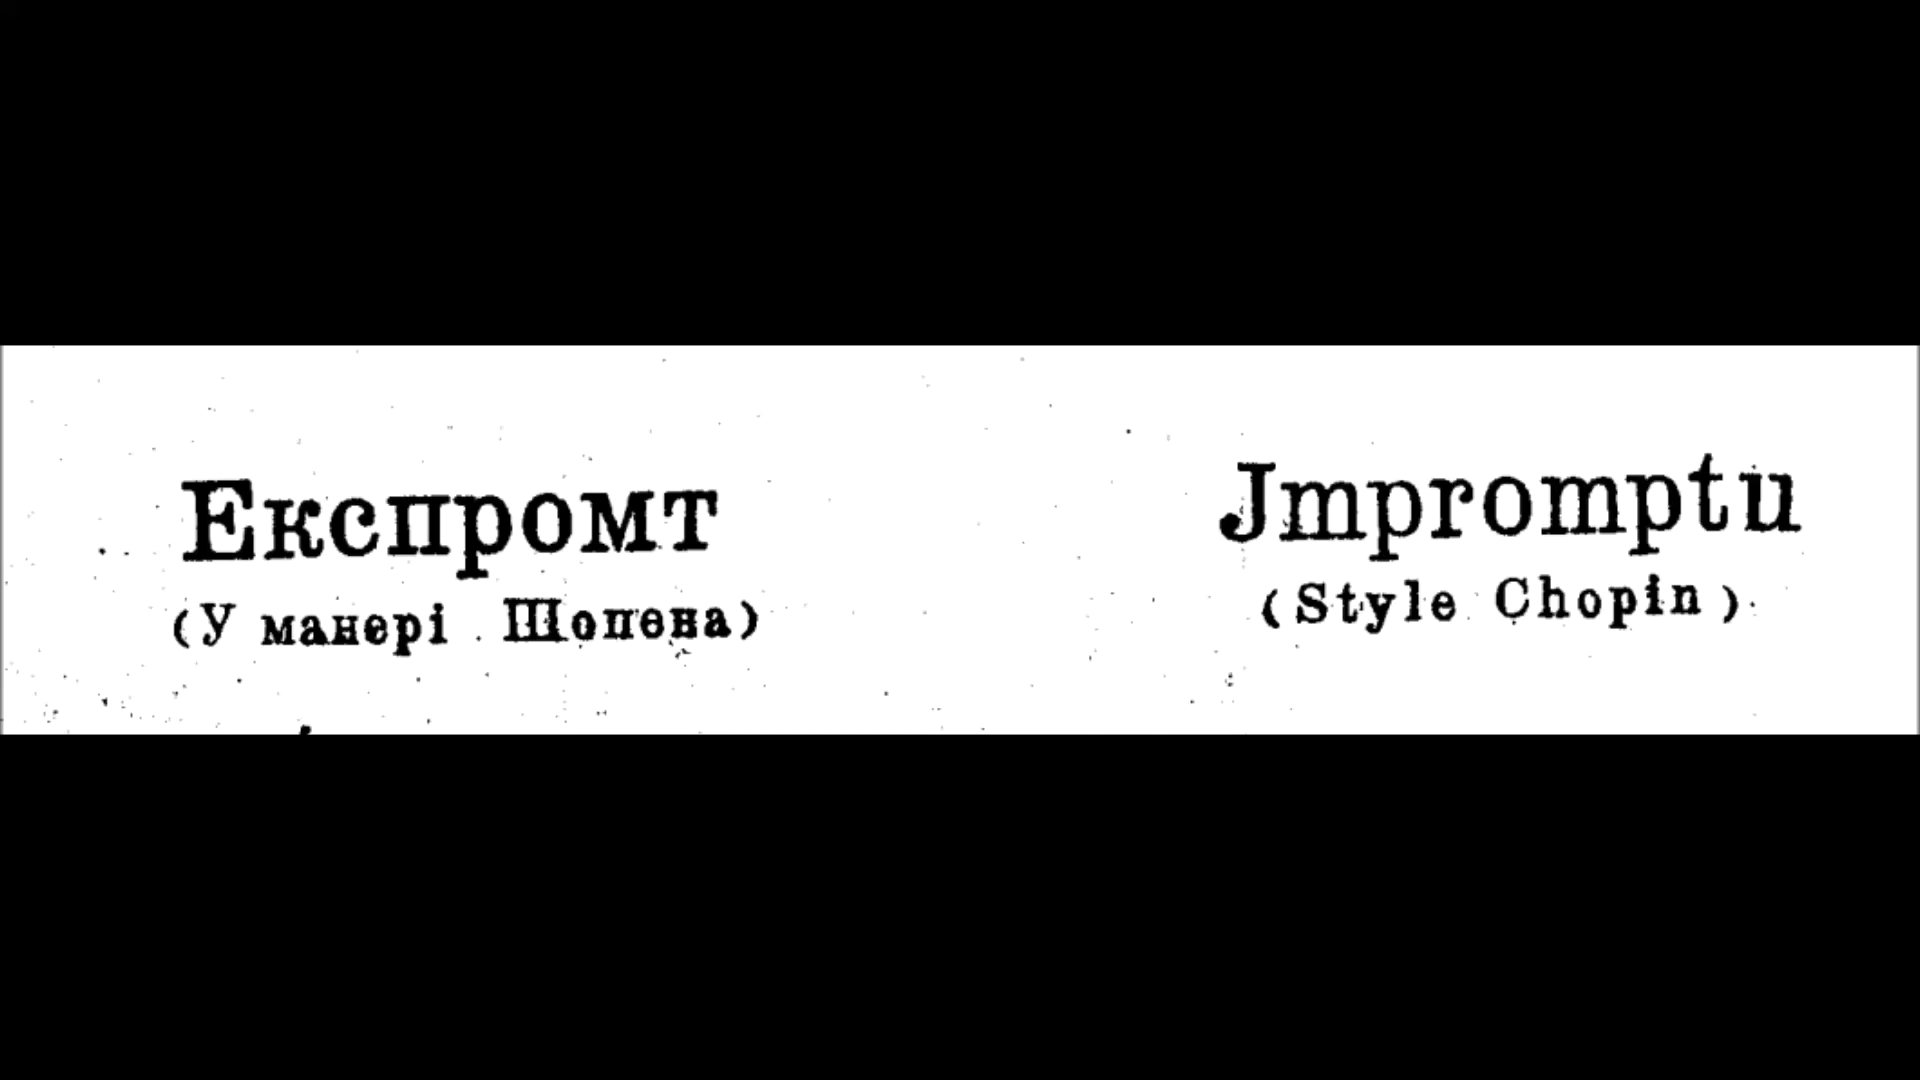 Експромт
(У манері Шопена)
Jmpromptu
(Style Chopin)